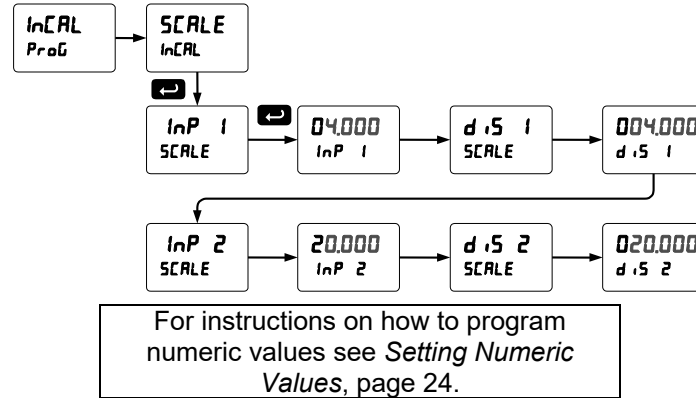 InCAL
ProG
SCALE
InCAL
InP 1
SCALE
04.000
InP 1
diS 1
SCALE
004.000
diS 1
InP 2
SCALE
20.000
InP 2
diS 2
SCALE
020.000
diS 2
For instructions on how to program
numeric values see Setting Numeric
Values, page 24.